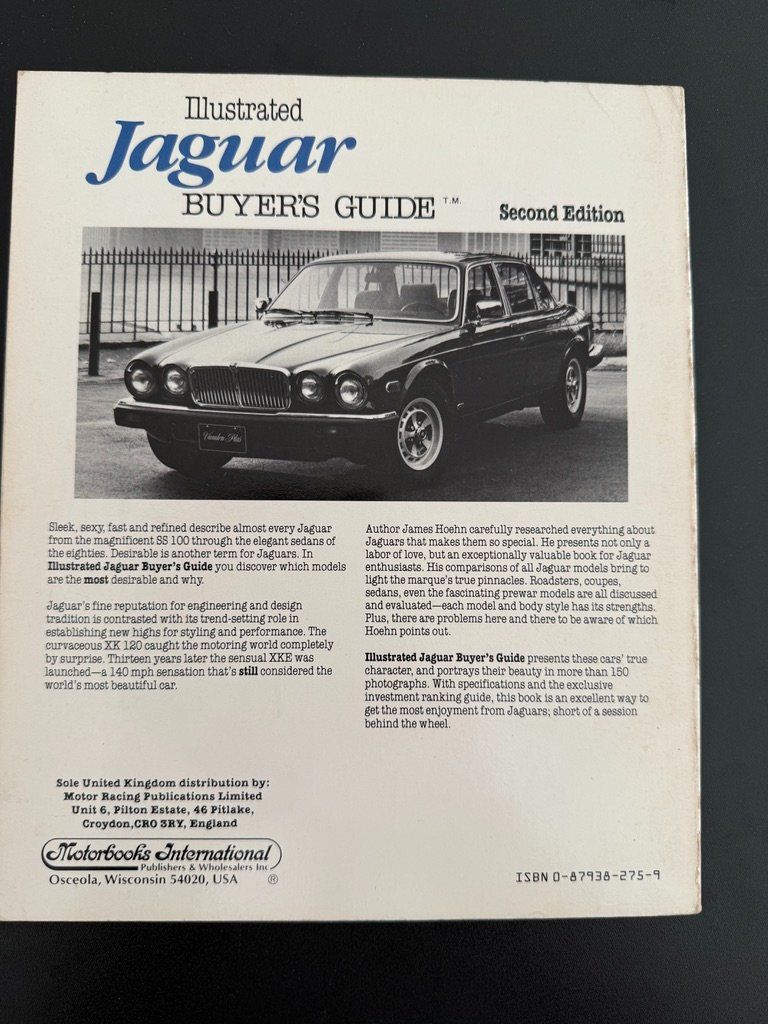 Illustrated
Jaguar
BUYER'S GUIDE T.M.
Second Edition
Vanden Plas
Sleek, sexy, fast and refined describe almost every Jaguar
from the magnificent SS 100 through the elegant sedans of
the eighties. Desirable is another term for Jaguars. In
Illustrated Jaguar Buyer's Guide you discover which models
are the most desirable and why.
Jaguar's fine reputation for engineering and design
tradition is contrasted with its trend-setting role in
establishing new highs for styling and performance. The
curvaceous XK 120 caught the motoring world completely
by surprise. Thirteen years later the sensual XKE was
launched—a 140 mph sensation that's still considered the
world's most beautiful car.
Author James Hoehn carefully researched everything about
Jaguars that makes them so special. He presents not only a
labor of love, but an exceptionally valuable book for Jaguar
enthusiasts. His comparisons of all Jaguar models bring to
light the marque's true pinnacles. Roadsters, coupes,
sedans, even the fascinating prewar models are all discussed
and evaluated—each model and body style has its strengths.
Plus, there are problems here and there to be aware of which
Hoehn points out.
Illustrated Jaguar Buyer's Guide presents these cars' true
character, and portrays their beauty in more than 150
photographs. With specifications and the exclusive
investment ranking guide, this book is an excellent way to
get the most enjoyment from Jaguars; short of a session
behind the wheel.
Sole United Kingdom distribution by:
Motor Racing Publications Limited
Unit 6, Pilton Estate, 46 Pitlake,
Croydon,CRO 3RY, England
Motorbooks International
Publishers & Wholesalers Inc.
Osceola, Wisconsin 54020, USA ®
ISBN 0-87938-275-9